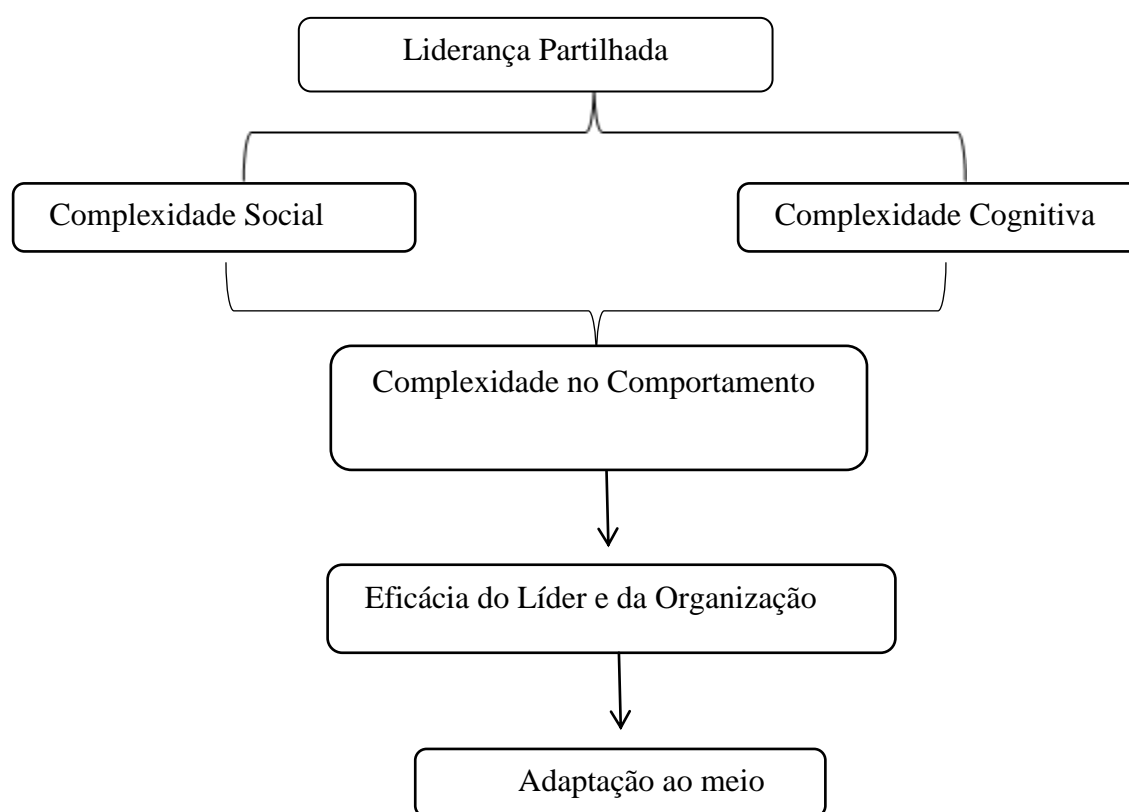 Liderança Partilhada
Complexidade Social
Complexidade Cognitiva
Complexidade no Comportamento
Eficácia do Líder e da Organização
Adaptação ao meio